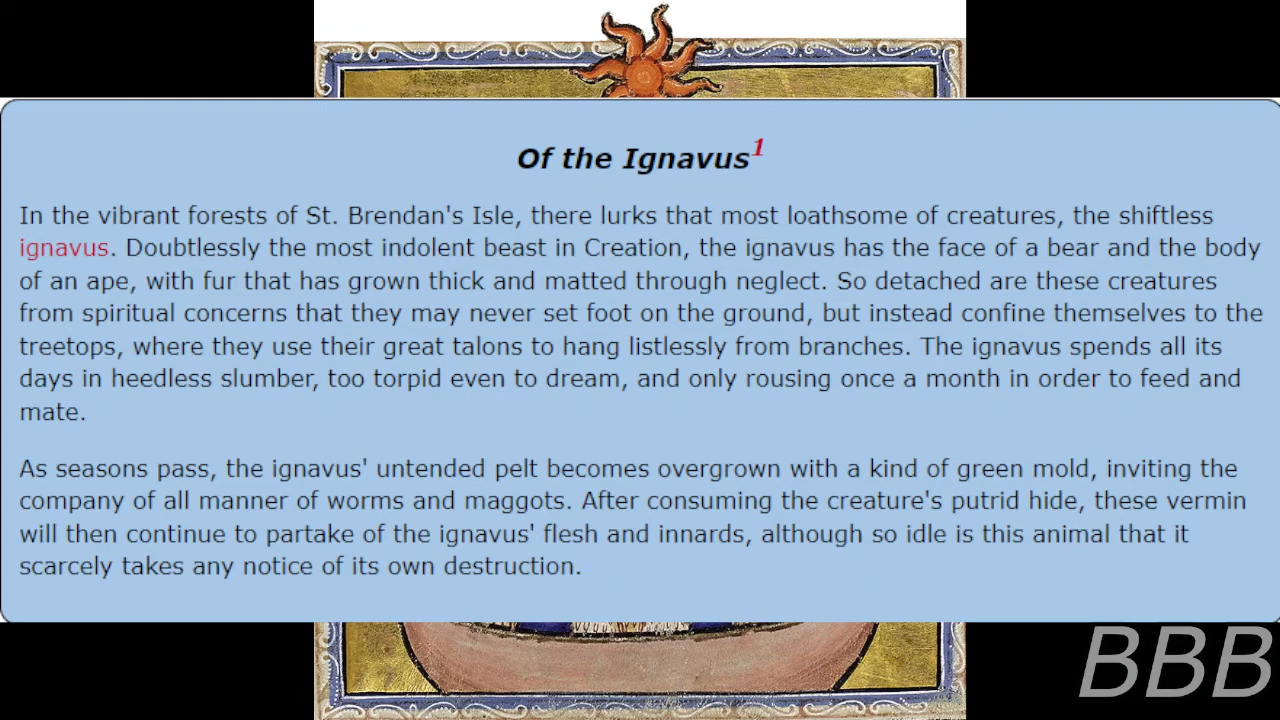 Of the Ignavus1
In the vibrant forests of St. Brendan's Isle, there lurks that most loathsome of creatures, the shiftless
ignavus. Doubtlessly the most indolent beast in Creation, the ignavus has the face of a bear and the body
of an ape, with fur that has grown thick and matted through neglect. So detached are these creatures
from spiritual concerns that they may never set foot on the ground, but instead confine themselves to the
treetops, where they use their great talons to hang listlessly from branches. The ignavus spends all its
days in heedless slumber, too torpid even to dream, and only rousing once a month in order to feed and
mate.
As seasons pass, the ignavus' untended pelt becomes overgrown with a kind of green mold, inviting the
company of all manner of worms and maggots. After consuming the creature's putrid hide, these vermin
will then continue to partake of the ignavus' flesh and innards, although so idle is this animal that it
scarcely takes any notice of its own destruction.
BBB